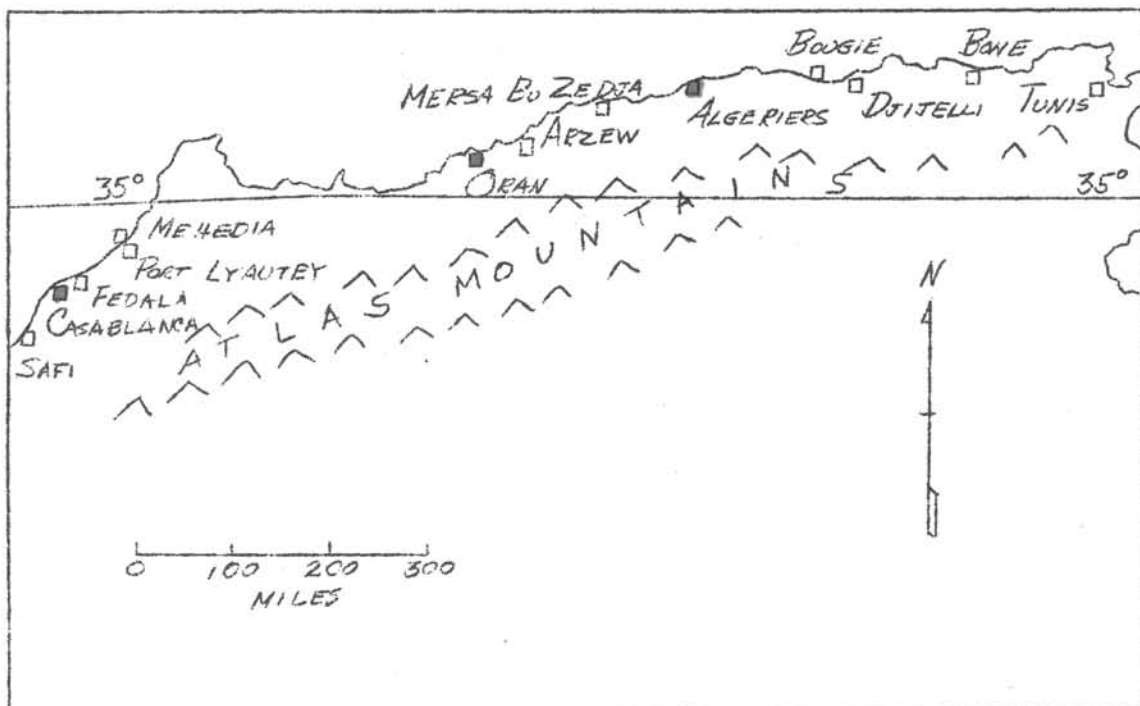 BOUGIE
BONE
MERSA EU ZEDJA
ALGERIERS
DJIJELLI
TUNIS
ARZEW
ORAN
35°
35°
MEHEDIA
PORT LYAUTEY
FEDALA
CASABLANCA
SAFI
ATLAS MOUNTAINS
N
0 100 200 300
MILES